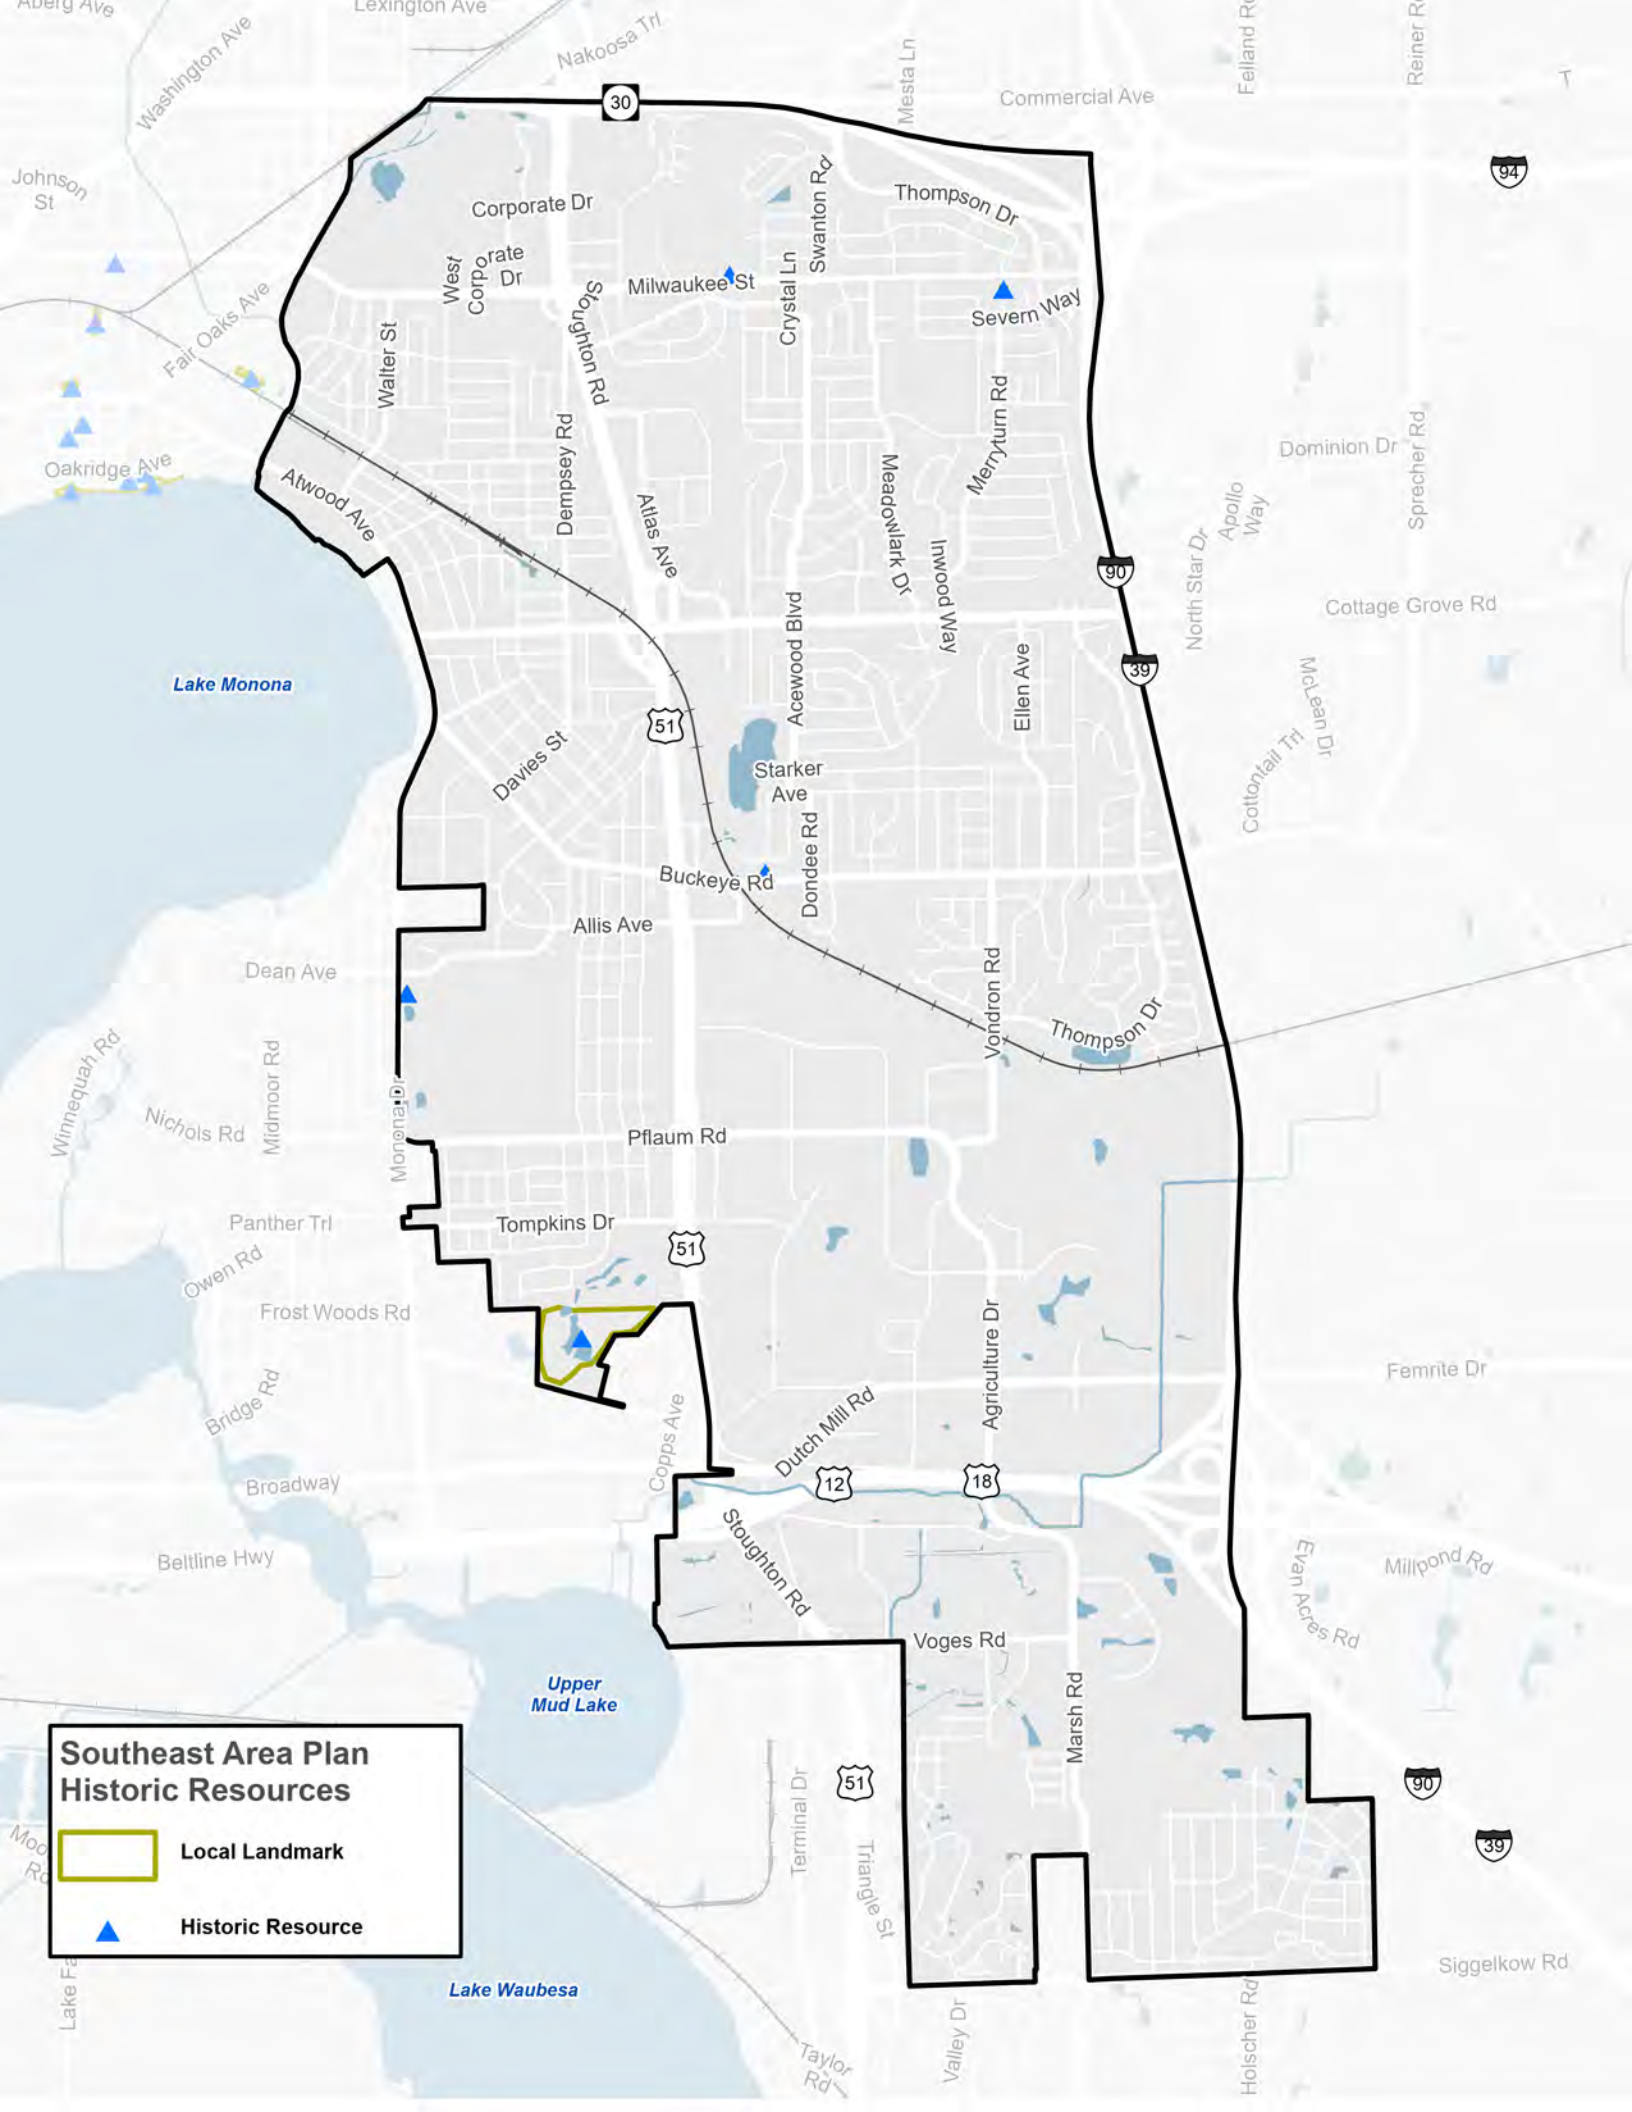 Aberg Ave
Lexington Ave
Washington Ave
Nakoosa Trl
Mesta Ln
Felland
Reiner
Commercial Ave
T
30
94
Johnson
St
Corporate Dr
Swanton Rd
Thompson Dr
West
Corporate
Dr
Milwaukee St
Crystal Ln
Severn Way
Fair Oaks Ave
Walter St
Stoughton Rd
Merryturn Rd
Dempsey Rd
Oakridge Ave
Atwood Ave
Atlas Ave
Meadowlark Dr
Inwood Way
Dominion Dr
Sprecher Rd
Apollo
Way
North Star Dr
90
Cottage Grove Rd
Acewood Blvd
Ellen Ave
39
Lake Monona
McLean Dr
51
Davies St
Cottontail Trl
Starker
Ave
Dondee Rd
Buckeye Rd
Allis Ave
Dean Ave
Vondron Rd
Thompson Dr
Winnequah Rd
Midmoor Rd
Nichols Rd
Monona Dr
Pflaum Rd
Panther Trl
Tompkins Dr
51
Owen Rd
Frost Woods Rd
Agriculture Dr
Femrite Dr
Bridge Rd
Copps Ave
Dutch Mill Rd
Broadway
12
18
Stoughton Rd
Beltline Hwy
Evan Acres Rd
Millpond Rd
Voges Rd
Upper
Mud Lake
Marsh Rd
Southeast Area Plan
Historic Resources
Local Landmark
Historic Resource
Terminal Dr
51
Triangle St
90
39
Siggelkow Rd
Lake Waubesa
Valley Dr
Holscher Rd
Taylor
Rd
Moo
Rd
Lake Fa